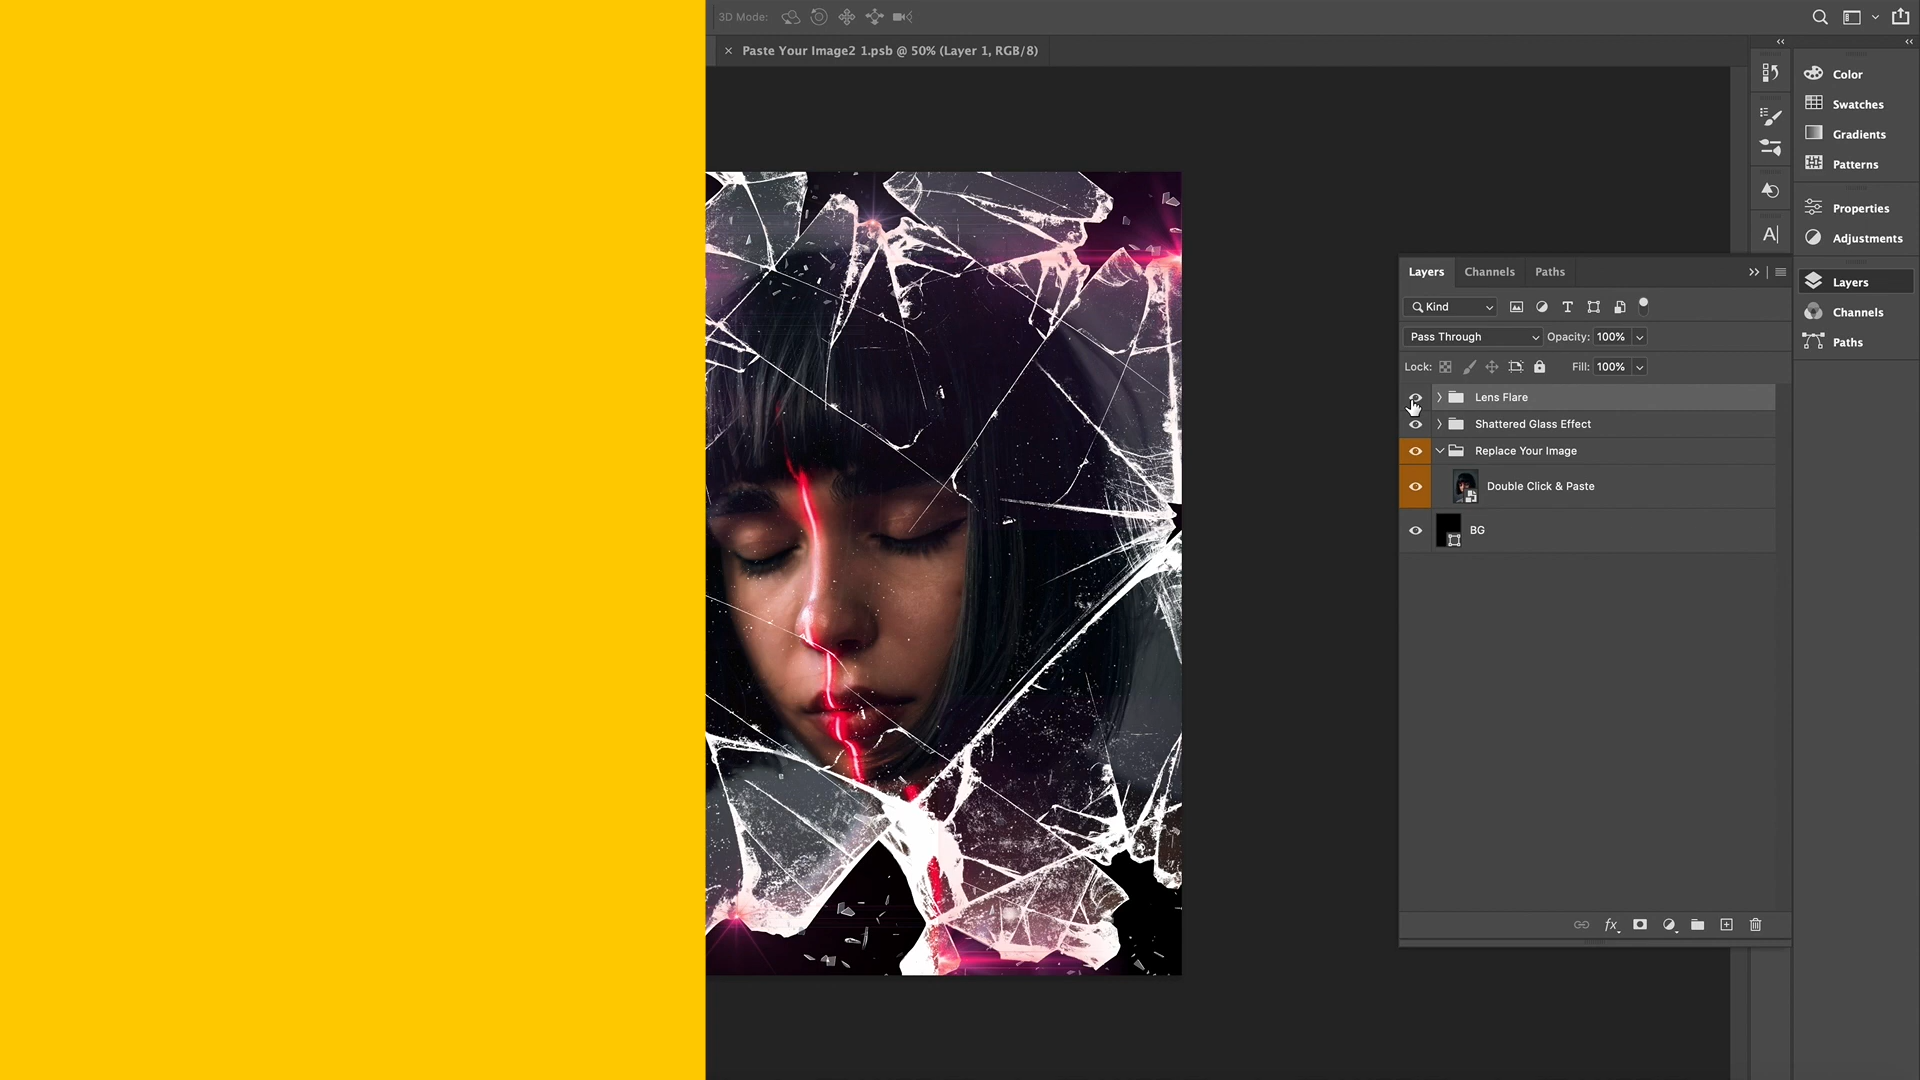 3D Mode:
× Paste Your Image2 1.psb @ 50% (Layer 1, RGB/8)
Color
Swatches
Gradients
Patterns
Properties
Adjustments
Layers
Channels
Paths
Layers Channels Paths
Kind
Pass Through Opacity: 100%
Lock: Fill: 100%
Lens Flare
Shattered Glass Effect
Replace Your Image
Double Click & Paste
BG
fx